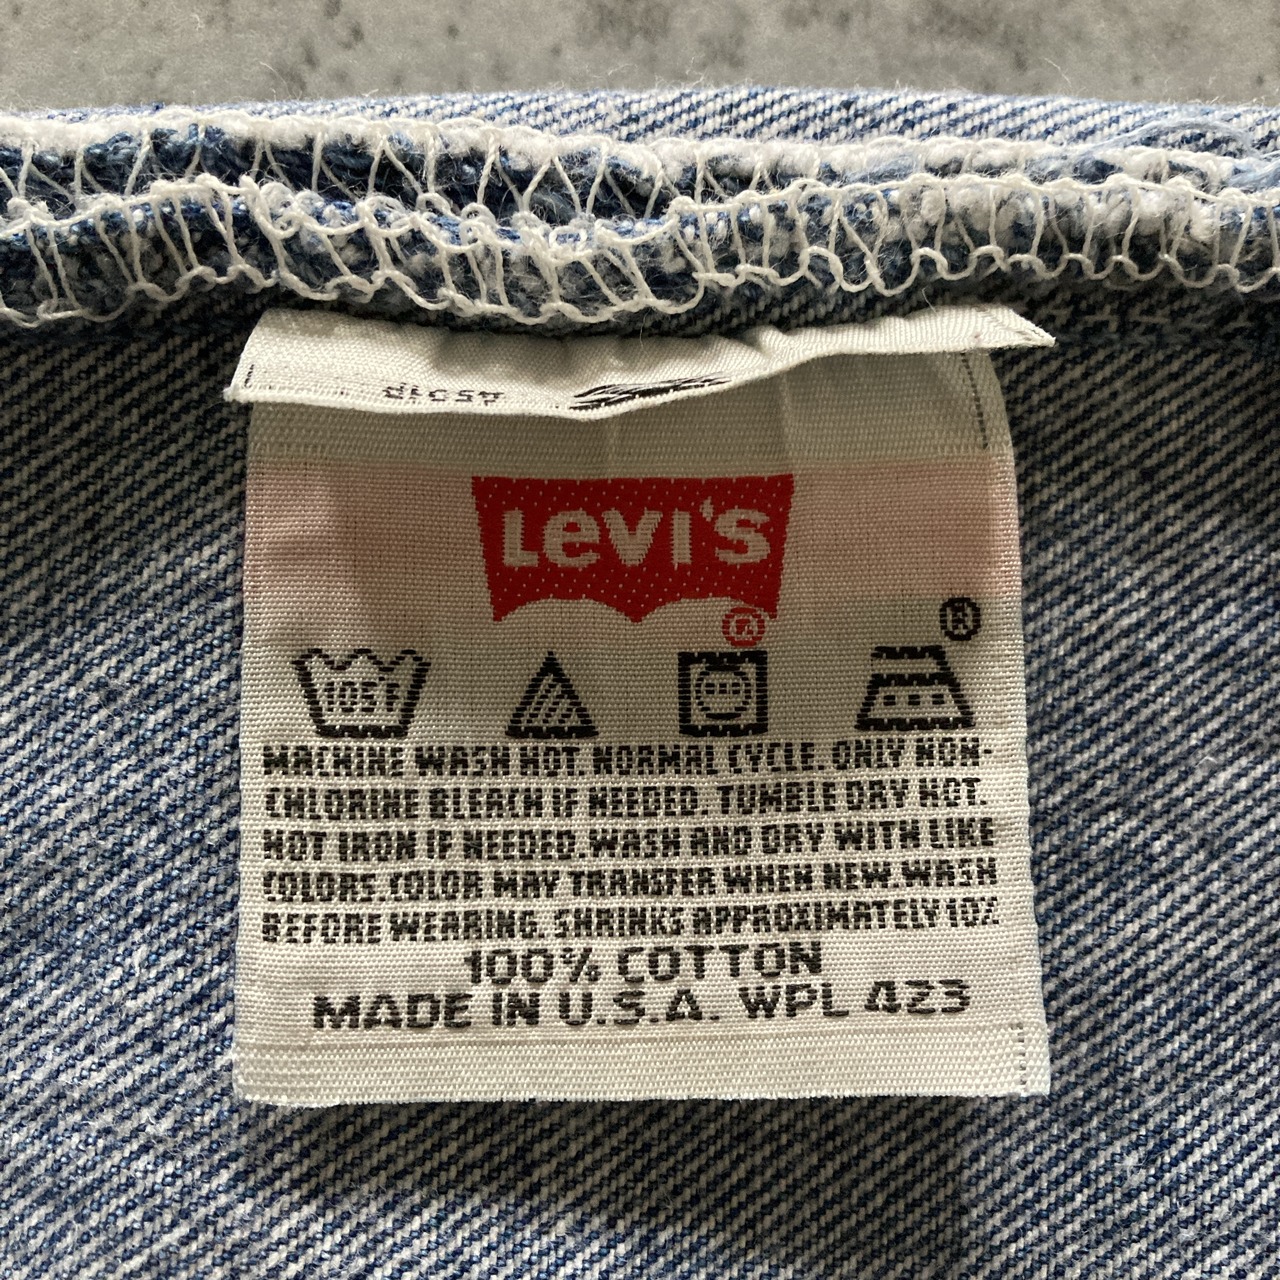 LEVI'S
®
®
105F
MACHINE WASH HOT. NORMAL CYCLE. ONLY NON-
CHLORINE BLEACH IF NEEDED. TUMBLE DRY HOT.
HOT IRON IF NEEDED. WASH AND DRY WITH LIKE
COLORS. COLOR MAY TRANSFER WHEN NEW. WASH
BEFORE WEARING. SHRINKS APPROXIMATELY 10%
100% COTTON
MADE IN U.S.A. WPL 423